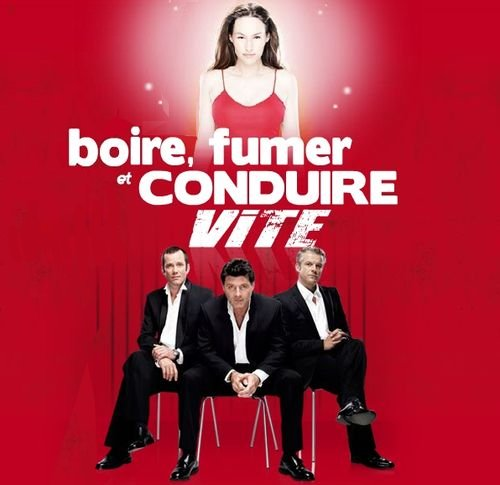 boire, fumer
et CONDUIRE
ViTE